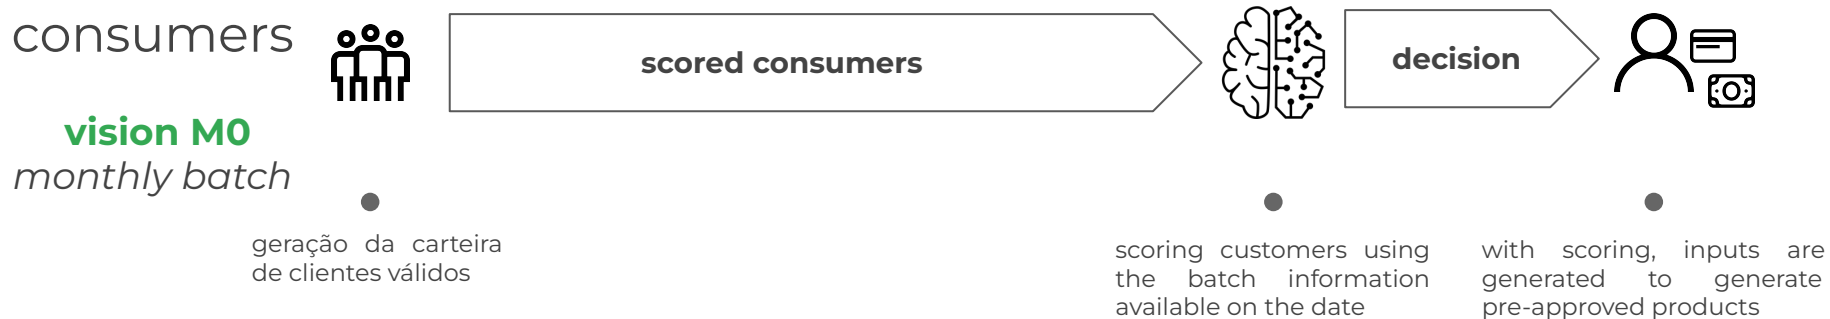 consumers
scored consumers
decision
vision M0
monthly batch
geração da carteira
de clientes válidos
scoring customers using
the batch information
available on the date
with scoring, inputs are
generated to generate
pre-approved products